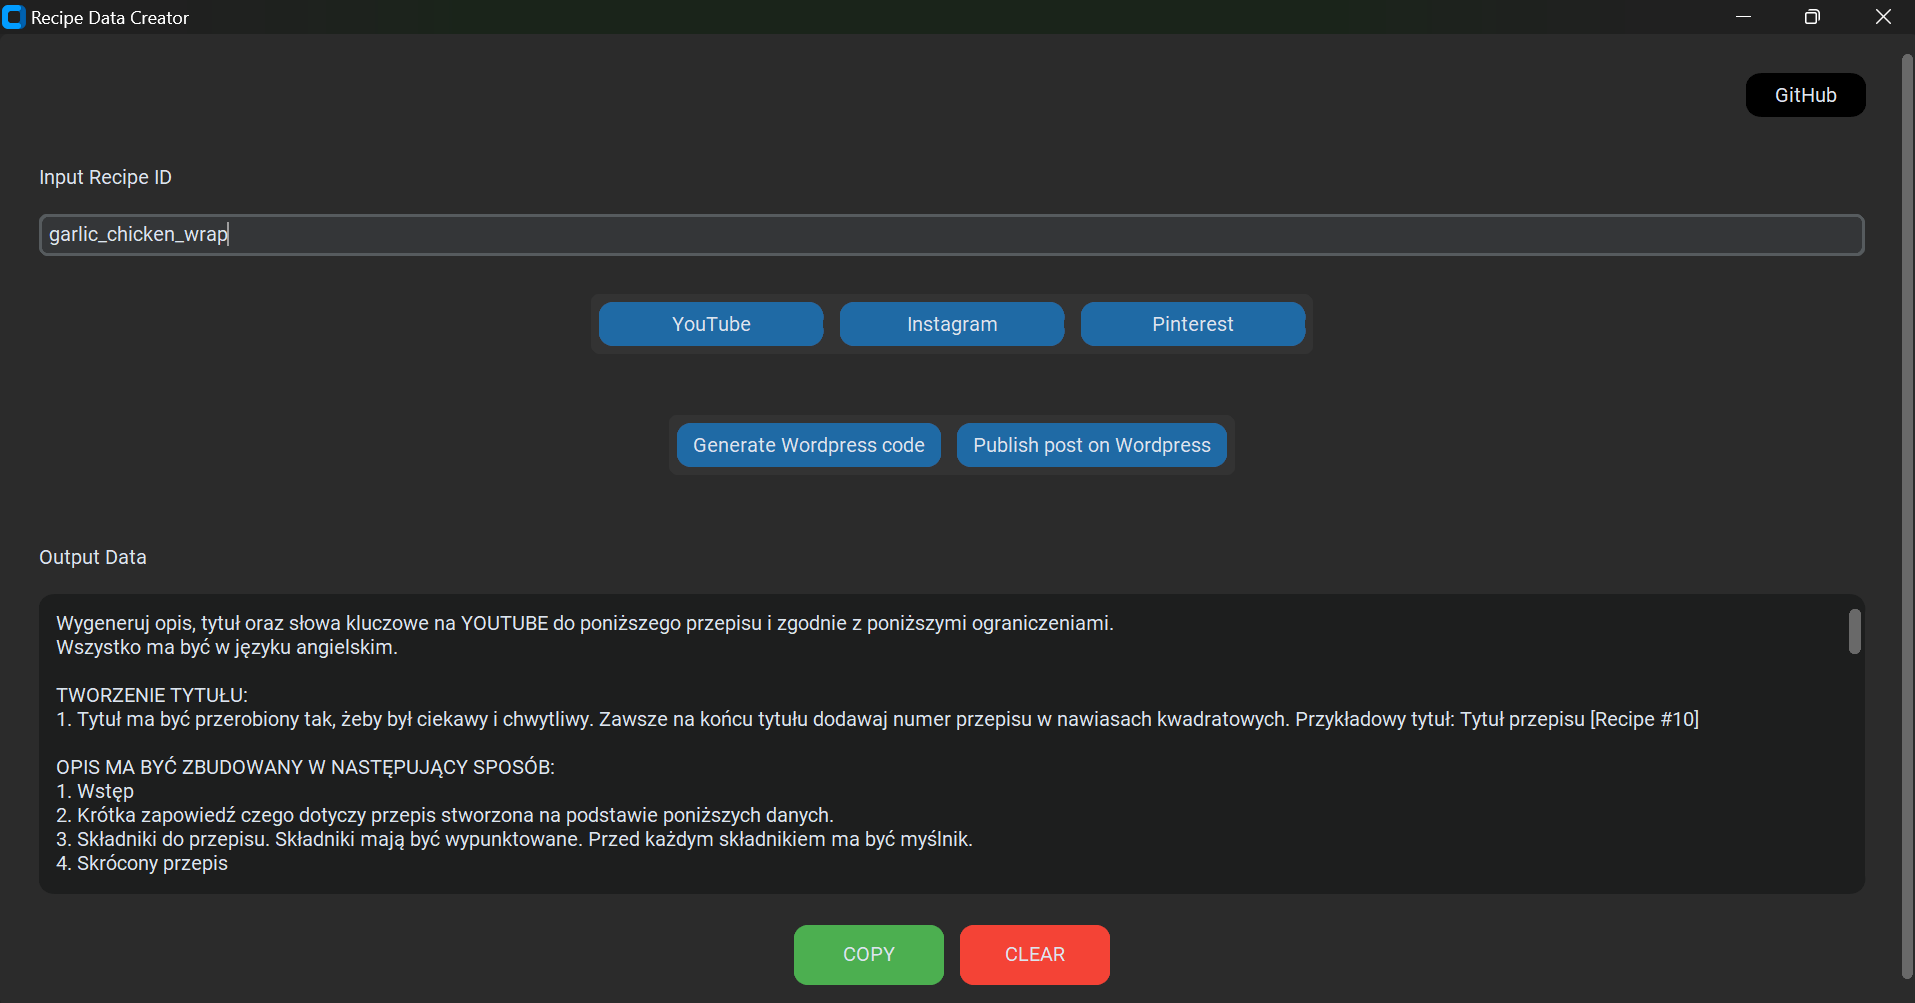 Recipe Data Creator
GitHub
Input Recipe ID
garlic_chicken_wrap
YouTube Instagram Pinterest
Generate Wordpress code Publish post on Wordpress
Output Data
Wygeneruj opis, tytuł oraz słowa kluczowe na YOUTUBE do poniższego przepisu i zgodnie z poniższymi ograniczeniami.
Wszystko ma być w języku angielskim.
TWORZENIE TYTUŁU:
1. Tytuł ma być przerobiony tak, żeby był ciekawy i chwytliwy. Zawsze na końcu tytułu dodawaj numer przepisu w nawiasach kwadratowych. Przykładowy tytuł: Tytuł przepisu [Recipe #10]
OPIS MA BYĆ ZBUDOWANY W NASTĘPUJĄCY SPOSÓB:
1. Wstęp
2. Krótka zapowiedź czego dotyczy przepis stworzona na podstawie poniższych danych.
3. Składniki do przepisu. Składniki mają być wypunktowane. Przed każdym składnikiem ma być myślnik.
4. Skrócony przepis
COPY CLEAR